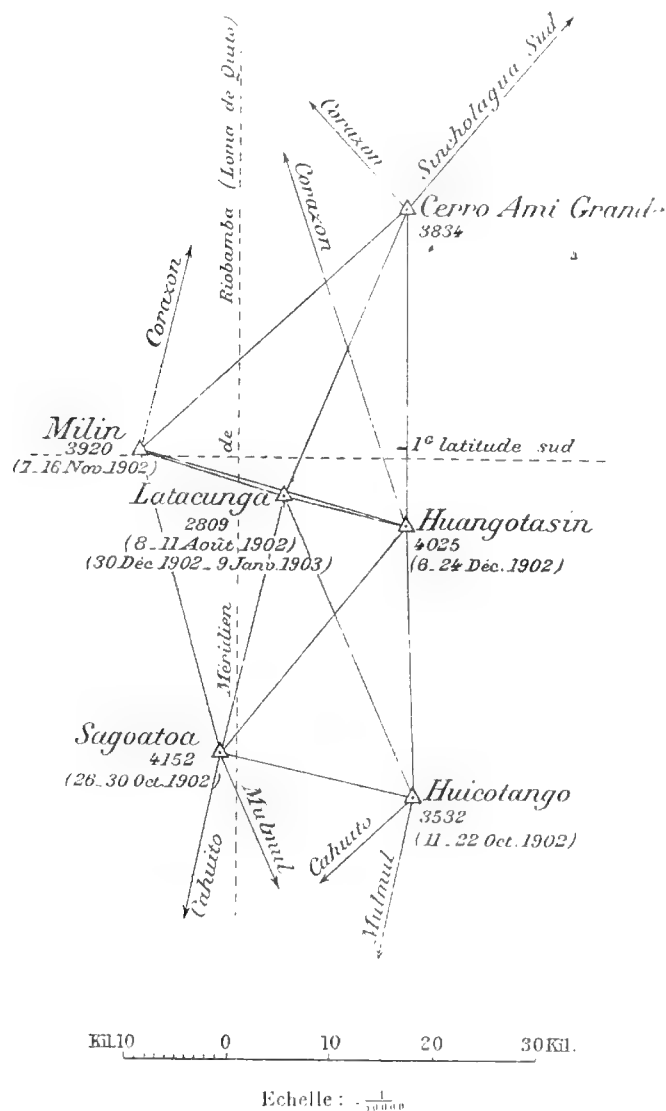 Sincholagua Sud
Corazon
Corazon
Riobamba (Loma de Quito)
Cerro Ami Grande
3834
Corazon
Milin
3920
(7_16 Nov. 1902)
de
1G latitude sud
Latacunga
2809
(8_11 Août 1902)
(30 Déc 1902_9 Janv. 1903)
Huangotasin
4025
(6_24 Déc. 1902)
Méridien
Sagoatoa
4152
(26_30 Oct. 1902)
Huicotango
3532
(11_22 Oct. 1902)
Mulmul
Cahuito
Cahuito
Mulmul
Kil.10 0 10 20 30 Kil.
Echelle :